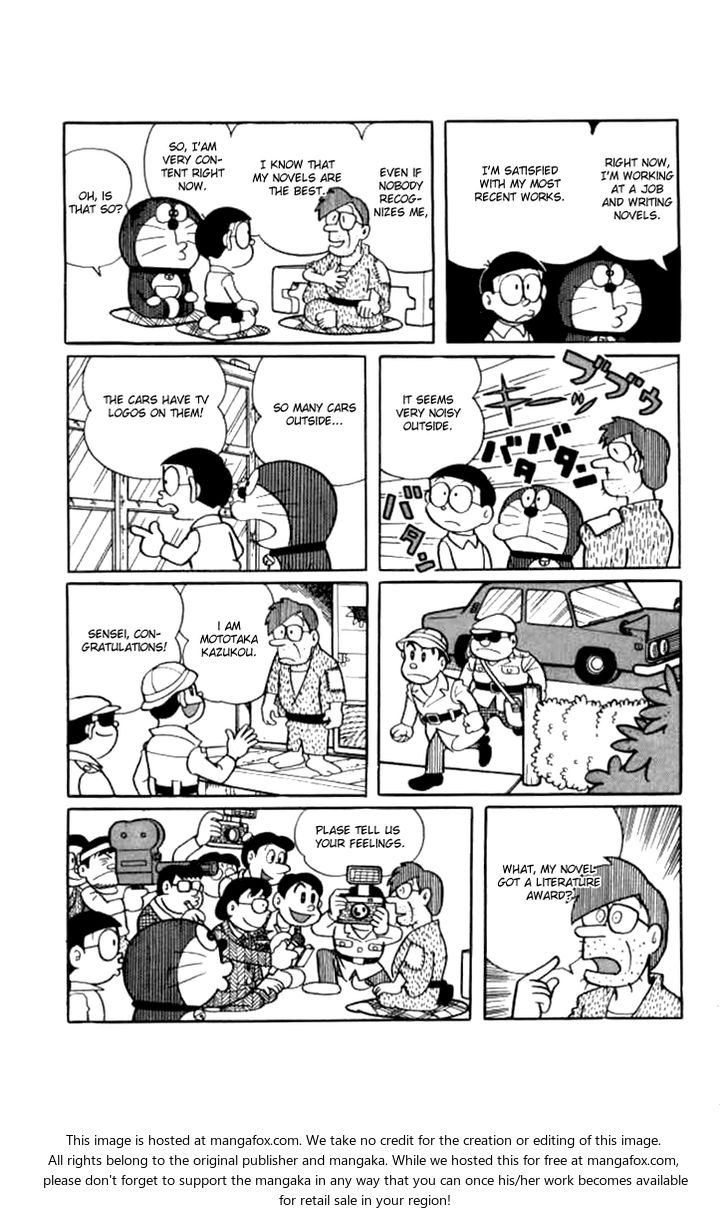 RIGHT NOW,
I'M WORKING
AT A JOB
AND WRITING
NOVELS.
I'M SATISFIED
WITH MY MOST
RECENT WORKS.
EVEN IF
NOBODY
RECOG-
NIZES ME,
I KNOW THAT
MY NOVELS ARE
THE BEST.
SO, I'AM
VERY CON-
TENT RIGHT
NOW.
OH, IS
THAT SO?
ブブゥ
キーッ
バタバタン
バタン
IT SEEMS
VERY NOISY
OUTSIDE.
SO MANY CARS
OUTSIDE...
THE CARS HAVE TV
LOGOS ON THEM!
I AM
MOTOTAKA
KAZUKOU.
SENSEI, CON-
GRATULATIONS!
WHAT, MY NOVEL
GOT A LITERATURE
AWARD?
PLASE TELL US
YOUR FEELINGS.
This image is hosted at mangafox.com. We take no credit for the creation or editing of this image.
All rights belong to the original publisher and mangaka. While we hosted this for free at mangafox.com,
please don't forget to support the mangaka in any way that you can once his/her work becomes available
for retail sale in your region!